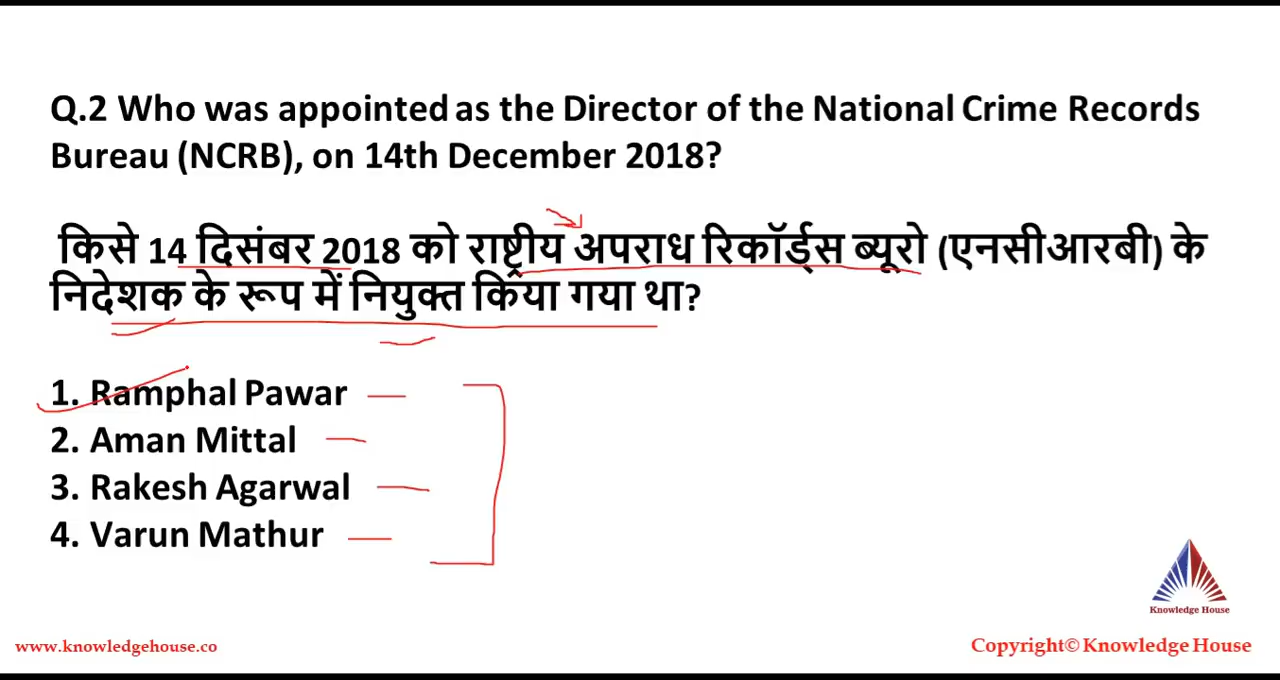 Q.2 Who was appointed as the Director of the National Crime Records
Bureau (NCRB), on 14th December 2018?
किसे 14 दिसंबर 2018 को राष्ट्रीय अपराध रिकॉर्ड्स ब्यूरो (एनसीआरबी) के
निदेशक के रूप में नियुक्त किया गया था?
1. Ramphal Pawar
2. Aman Mittal
3. Rakesh Agarwal
4. Varun Mathur
Knowledge House
www.knowledgehouse.co
Copyright© Knowledge House